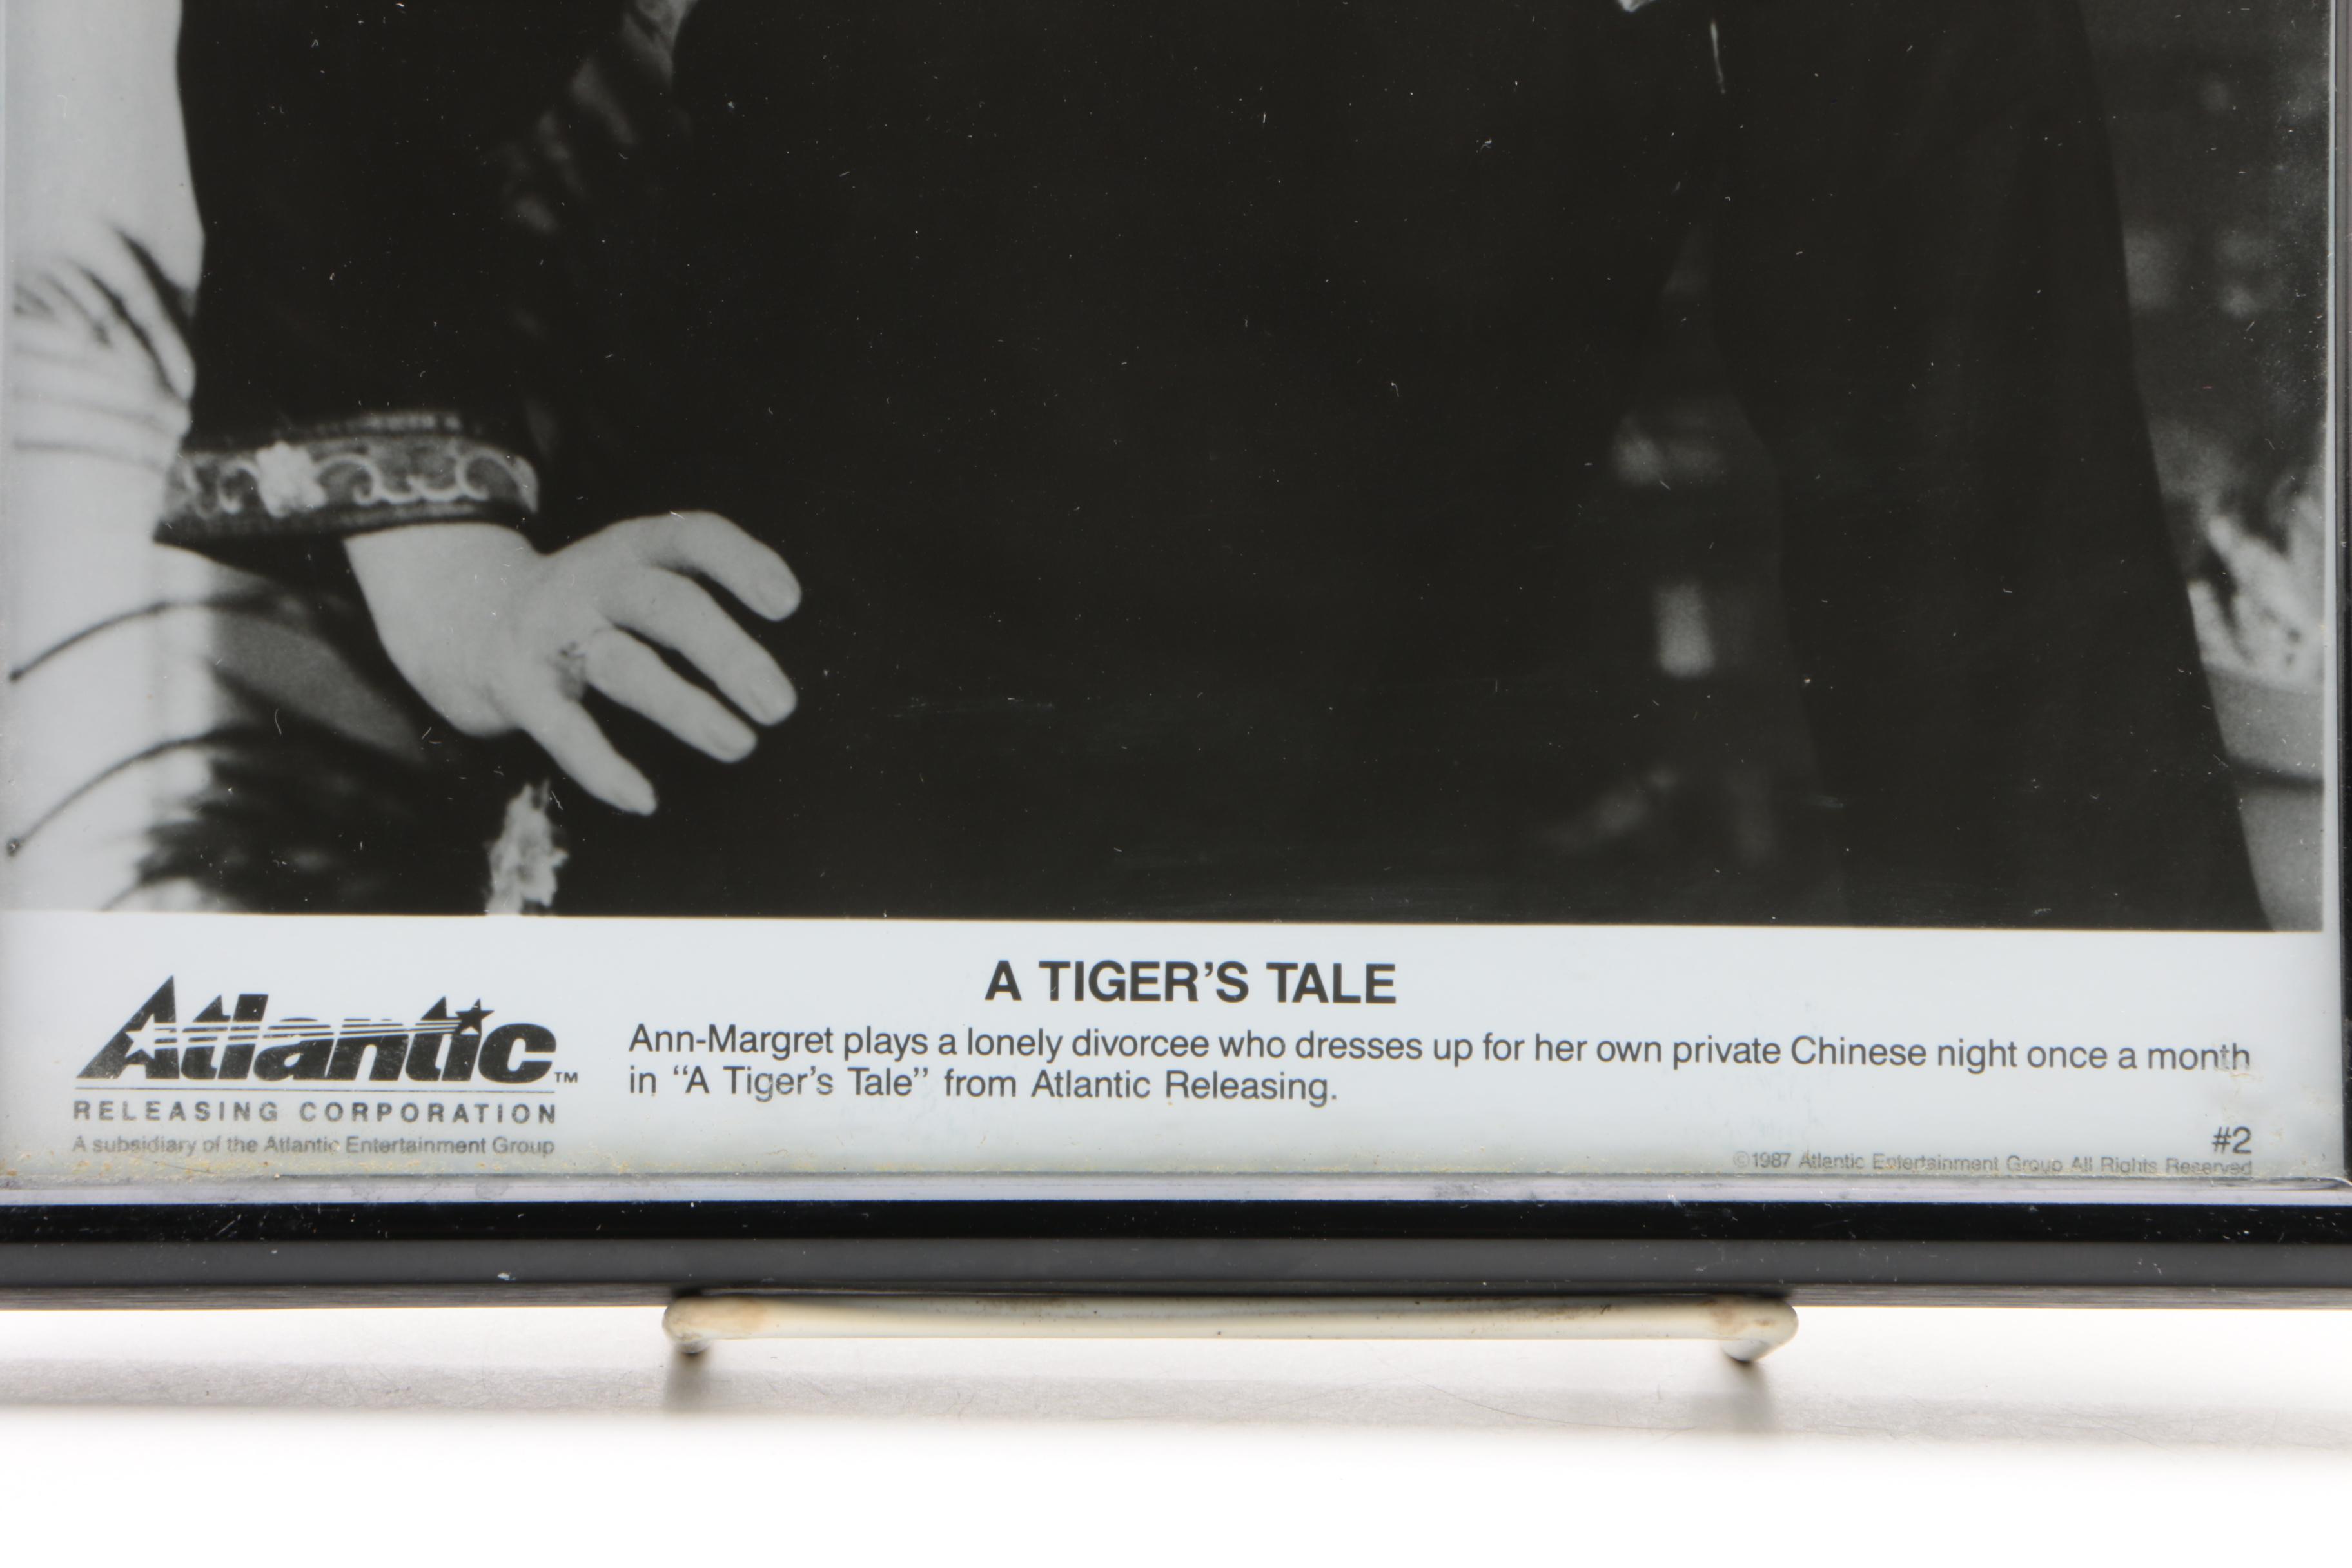 A TIGER'S TALE
Atlantic™
RELEASING CORPORATION
A subsidiary of the Atlantic Entertainment Group
Ann-Margret plays a lonely divorcee who dresses up for her own private Chinese night once a month
in “A Tiger's Tale” from Atlantic Releasing.
#2
©1987 Atlantic Entertainment Group All Rights Reserved